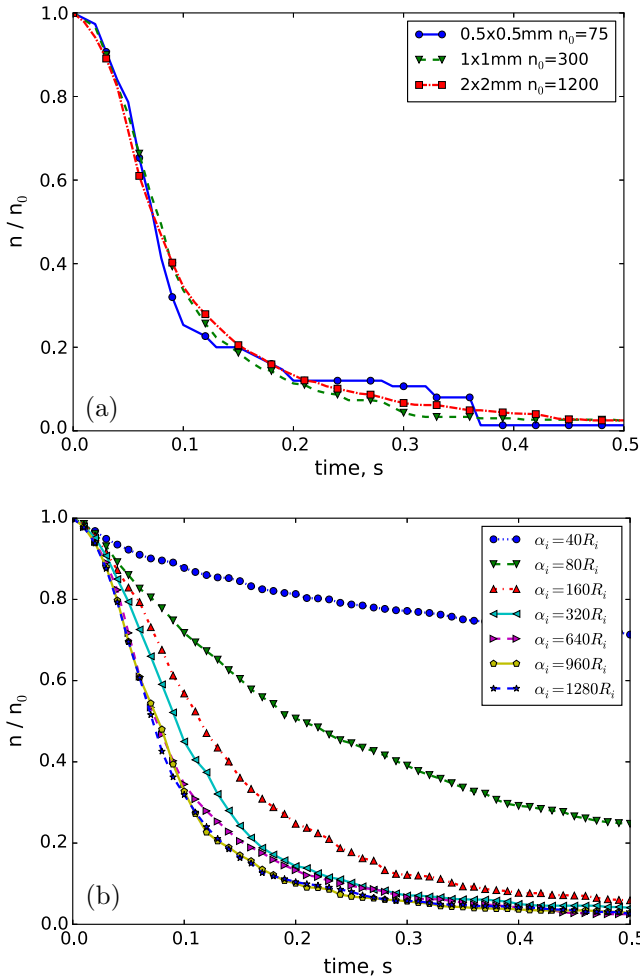 1.0
0.8
0.6
0.4
0.2
0.0
n / n₀
0.5x0.5mm n₀=75
1x1mm n₀=300
2x2mm n₀=1200
(a)
0.0 0.1 0.2 0.3 0.4 0.5
time, s
1.0
0.8
0.6
0.4
0.2
0.0
n / n₀
αᵢ=40Rᵢ
αᵢ=80Rᵢ
αᵢ=160Rᵢ
αᵢ=320Rᵢ
αᵢ=640Rᵢ
αᵢ=960Rᵢ
αᵢ=1280Rᵢ
(b)
0.0 0.1 0.2 0.3 0.4 0.5
time, s